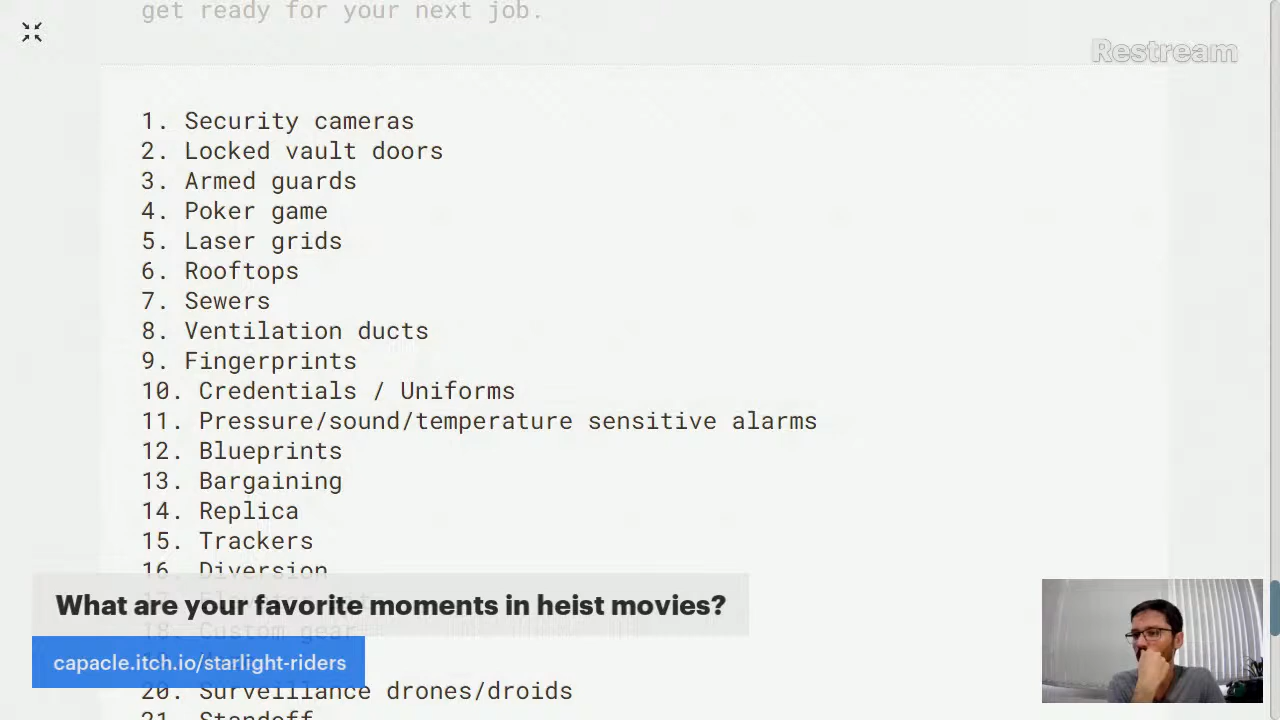 get ready for your next job.
Restream
1. Security cameras
2. Locked vault doors
3. Armed guards
4. Poker game
5. Laser grids
6. Rooftops
7. Sewers
8. Ventilation ducts
9. Fingerprints
10. Credentials / Uniforms
11. Pressure/sound/temperature sensitive alarms
12. Blueprints
13. Bargaining
14. Replica
15. Trackers
16. Diversion
What are your favorite moments in heist movies?
18. Custom gear
capacle.itch.io/starlight-riders
20. Surveillance drones/droids
21. Standoff